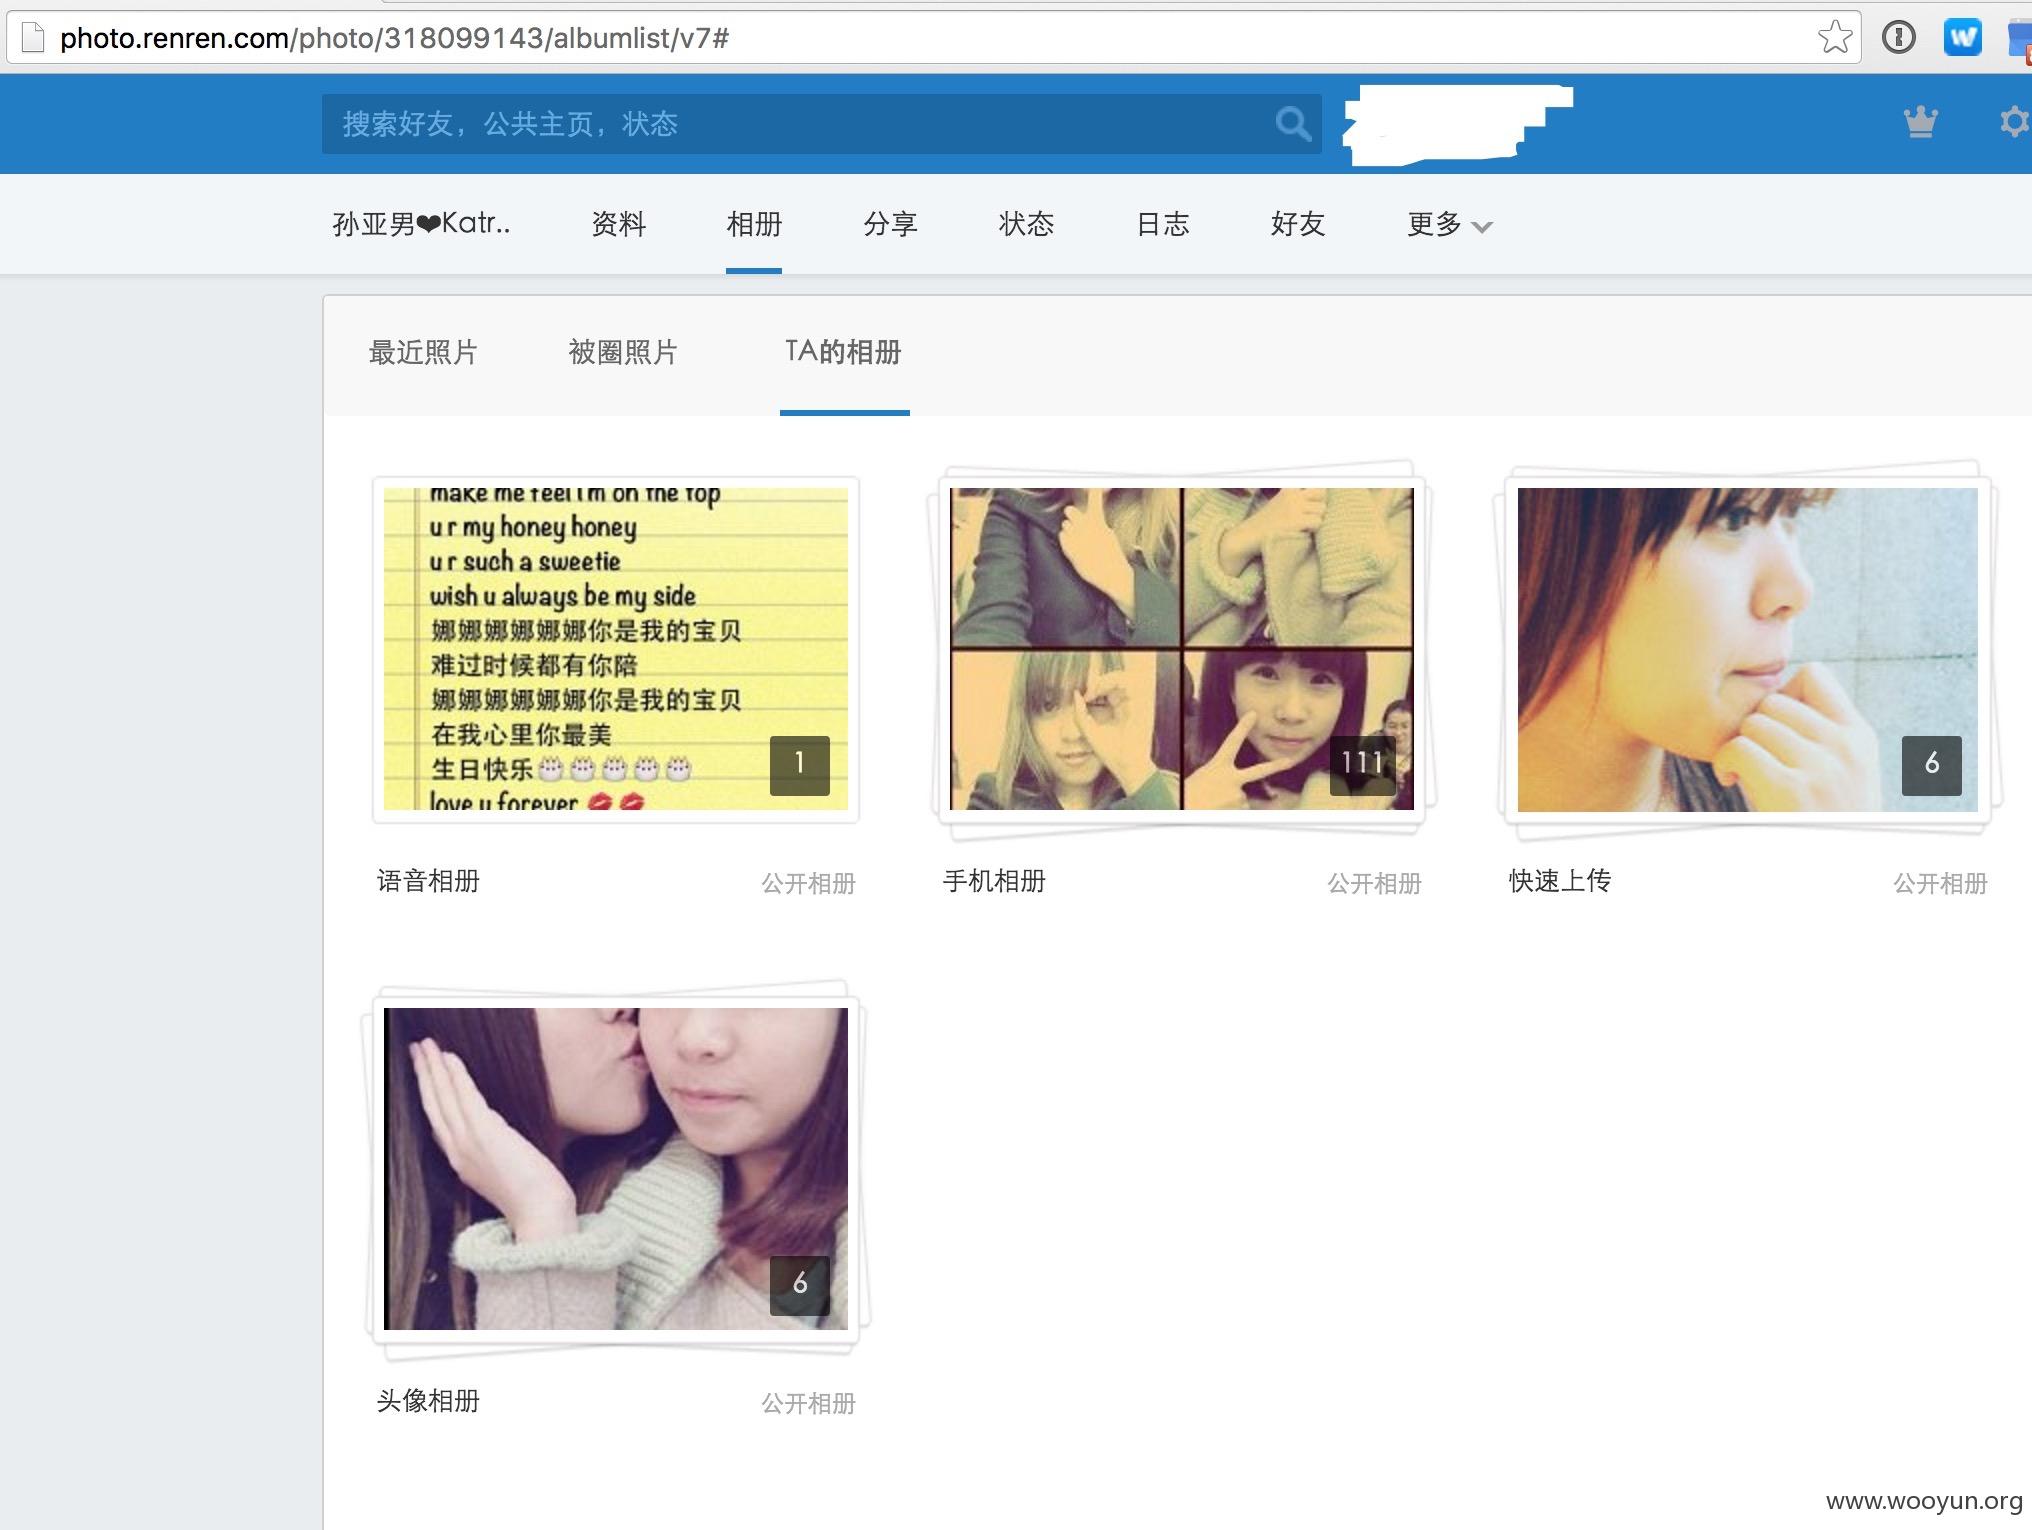 photo.renren.com/photo/318099143/albumlist/v7#
搜索好友，公共主页，状态
孙亚男❤Katr.. 资料 相册 分享 状态 日志 好友 更多
最近照片 被圈照片 TA的相册
make me feel i'm on the top
u r my honey honey
u r such a sweetie
wish u always be my side
娜娜娜娜娜娜你是我的宝贝
难过时候都有你陪
娜娜娜娜娜娜你是我的宝贝
在我心里你最美
生日快乐🎂🎂🎂🎂🎂
love u forever 💋💋
1
111
6
语音相册 公开相册
手机相册 公开相册
快速上传 公开相册
6
头像相册 公开相册
www.wooyun.org